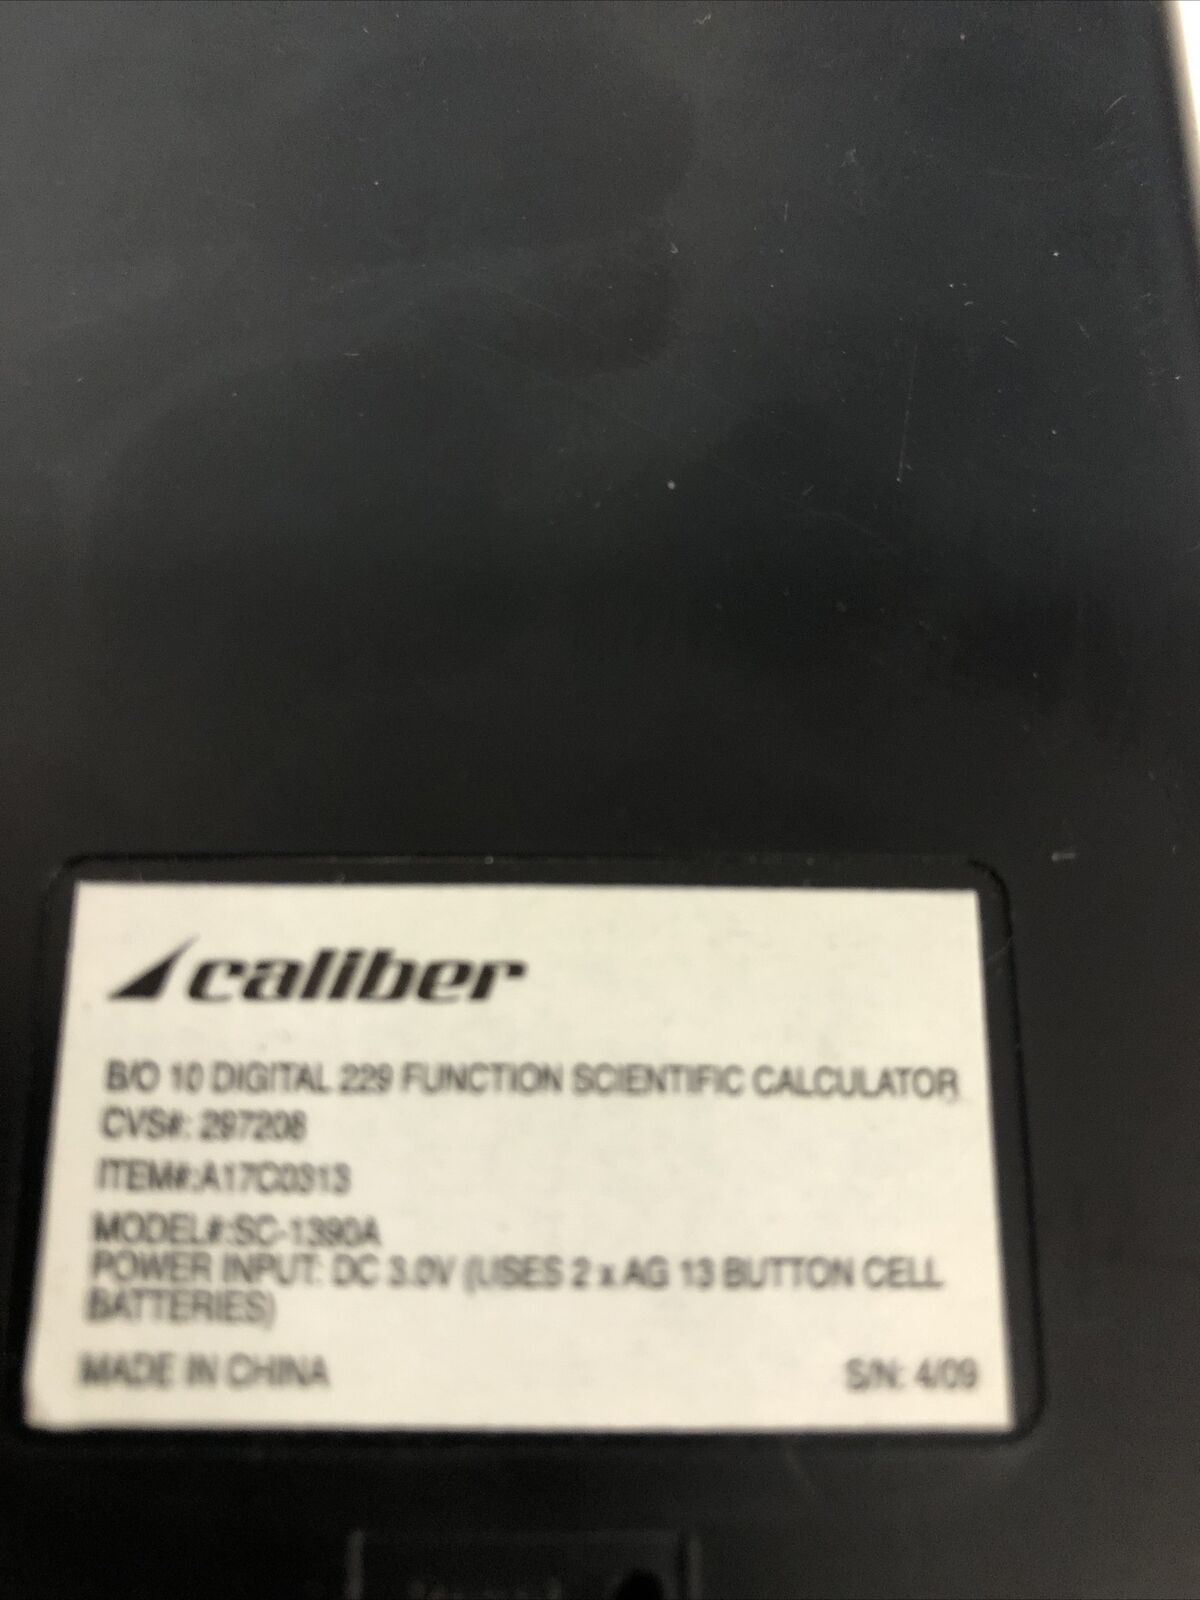 caliber
B/O 10 DIGITAL 229 FUNCTION SCIENTIFIC CALCULATOR
CVS#: 297208
ITEM#:A17C0313
MODEL#:SC-1390A
POWER INPUT: DC 3.0V (USES 2 x AG 13 BUTTON CELL
BATTERIES)
MADE IN CHINA
S/N: 4/09